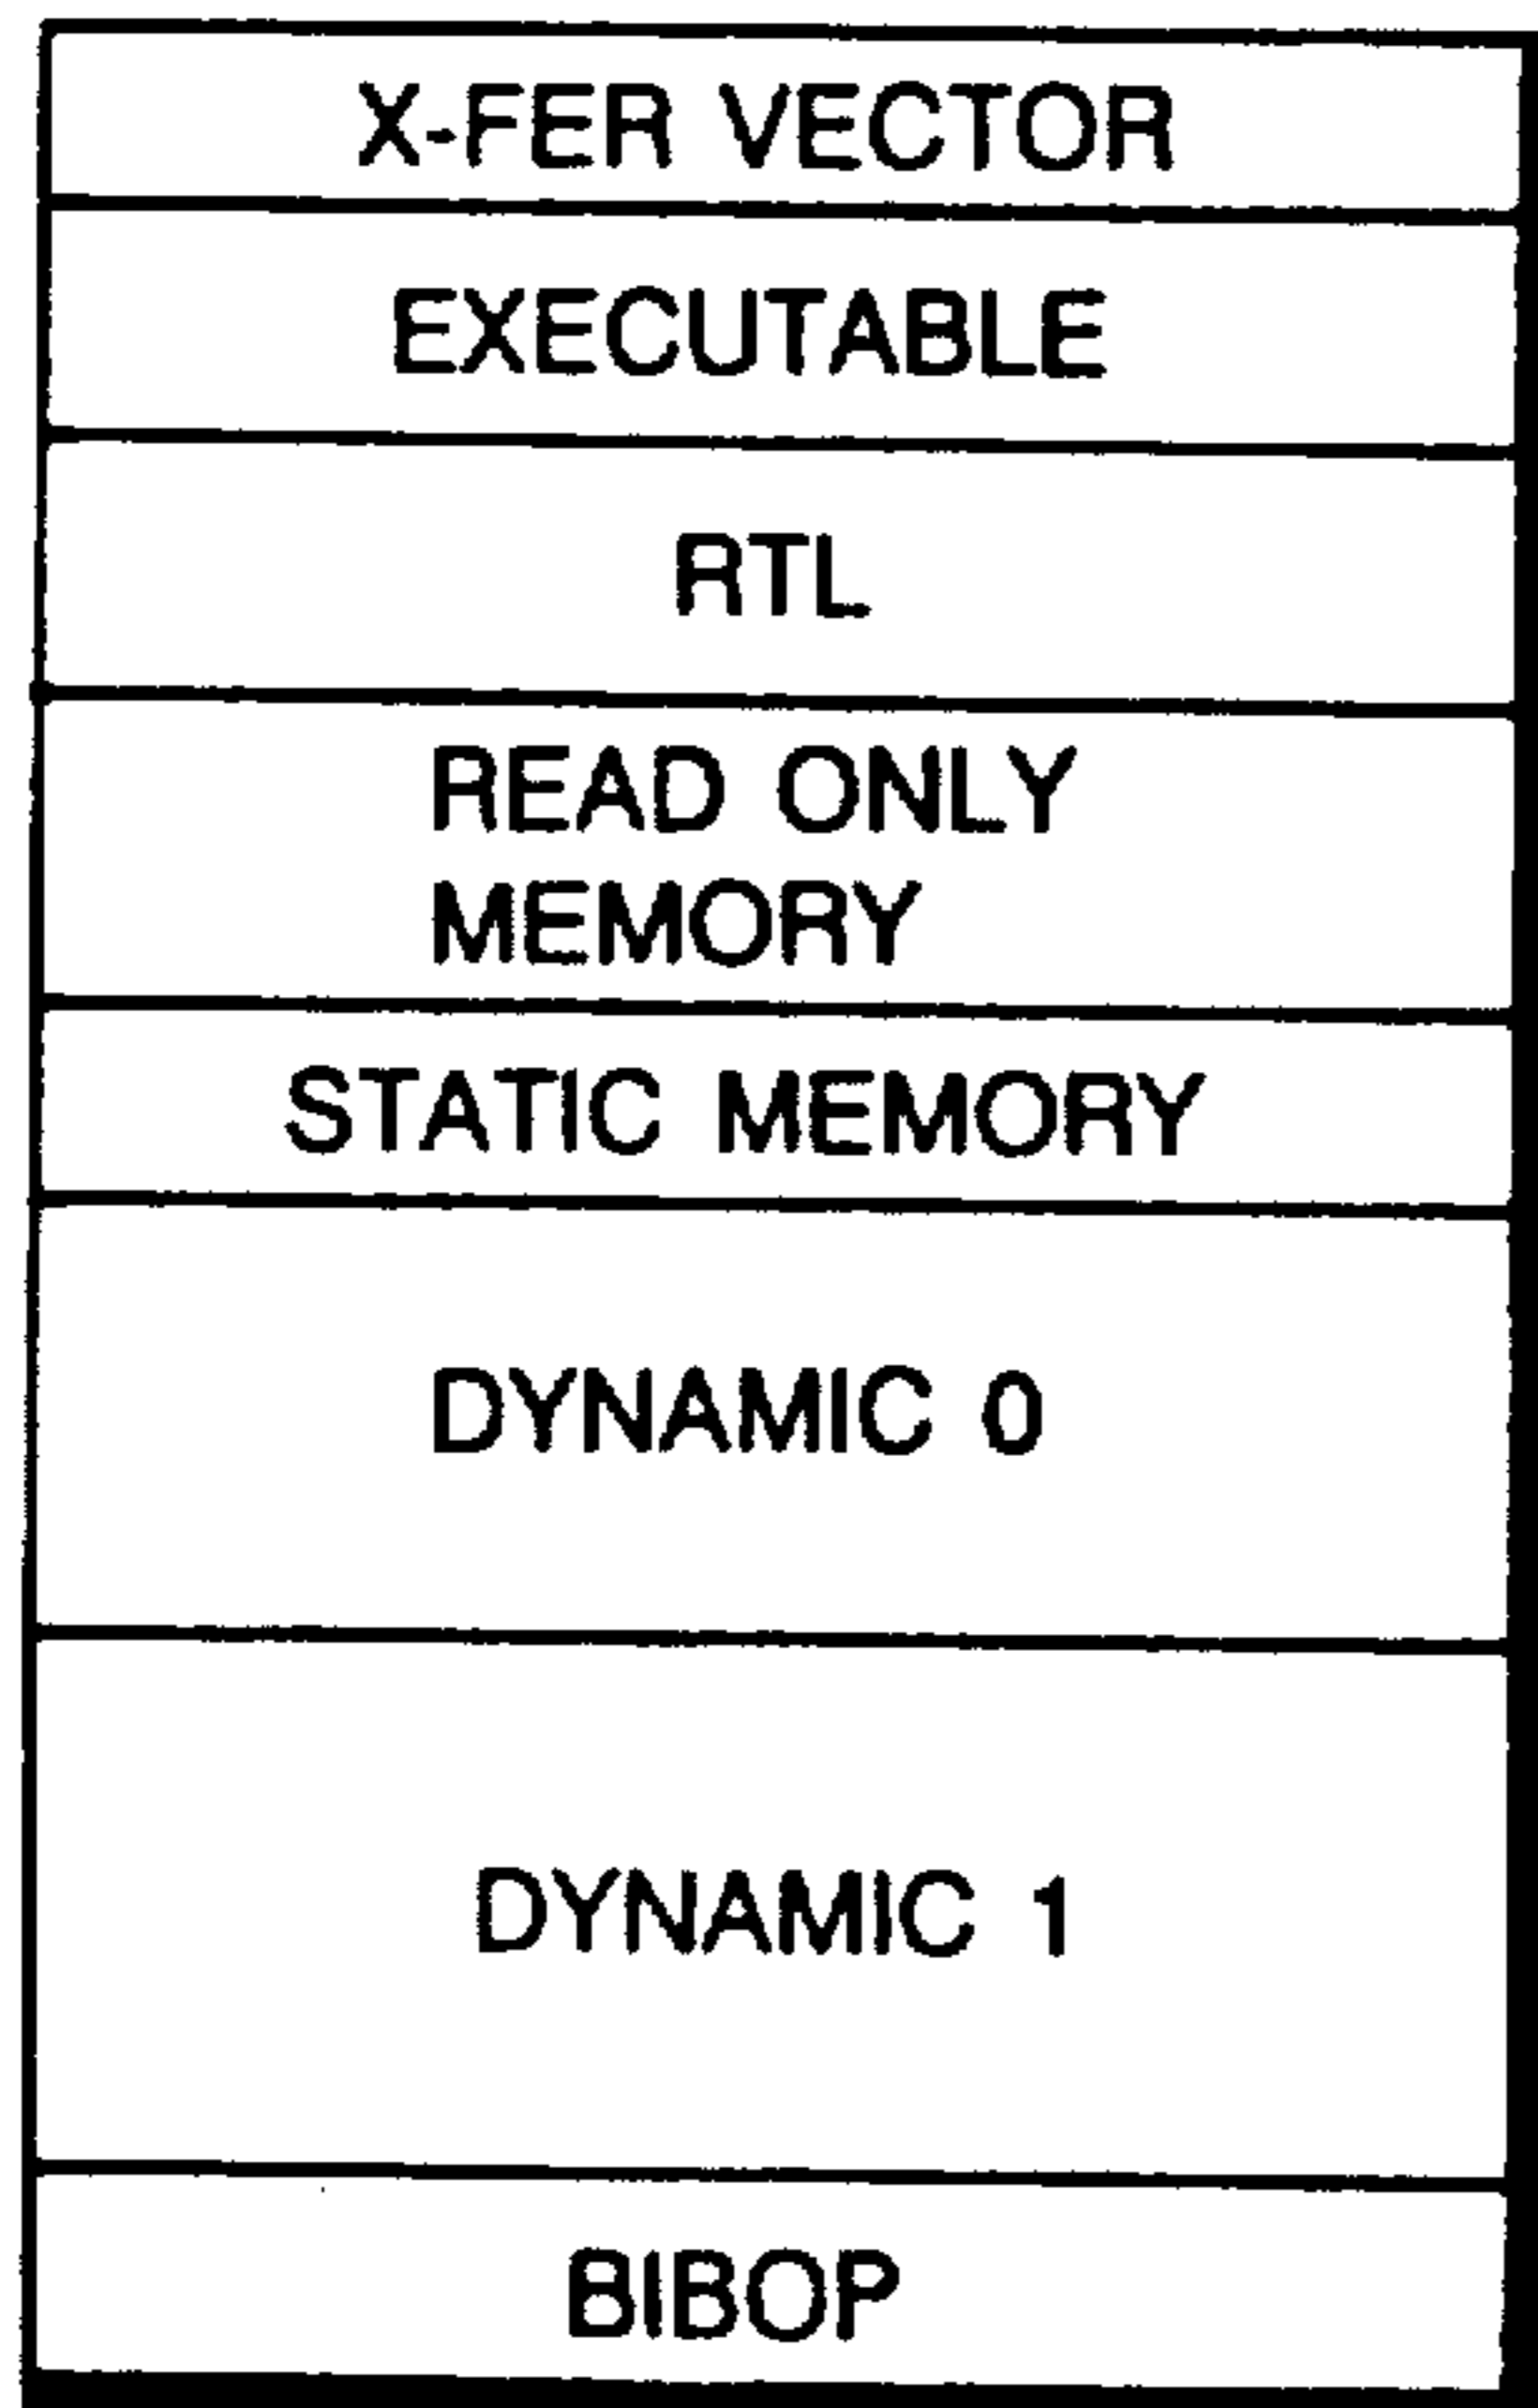 X-FER VECTOR
EXECUTABLE
RTL
READ ONLY
MEMORY
STATIC MEMORY
DYNAMIC 0
DYNAMIC 1
BIBOP